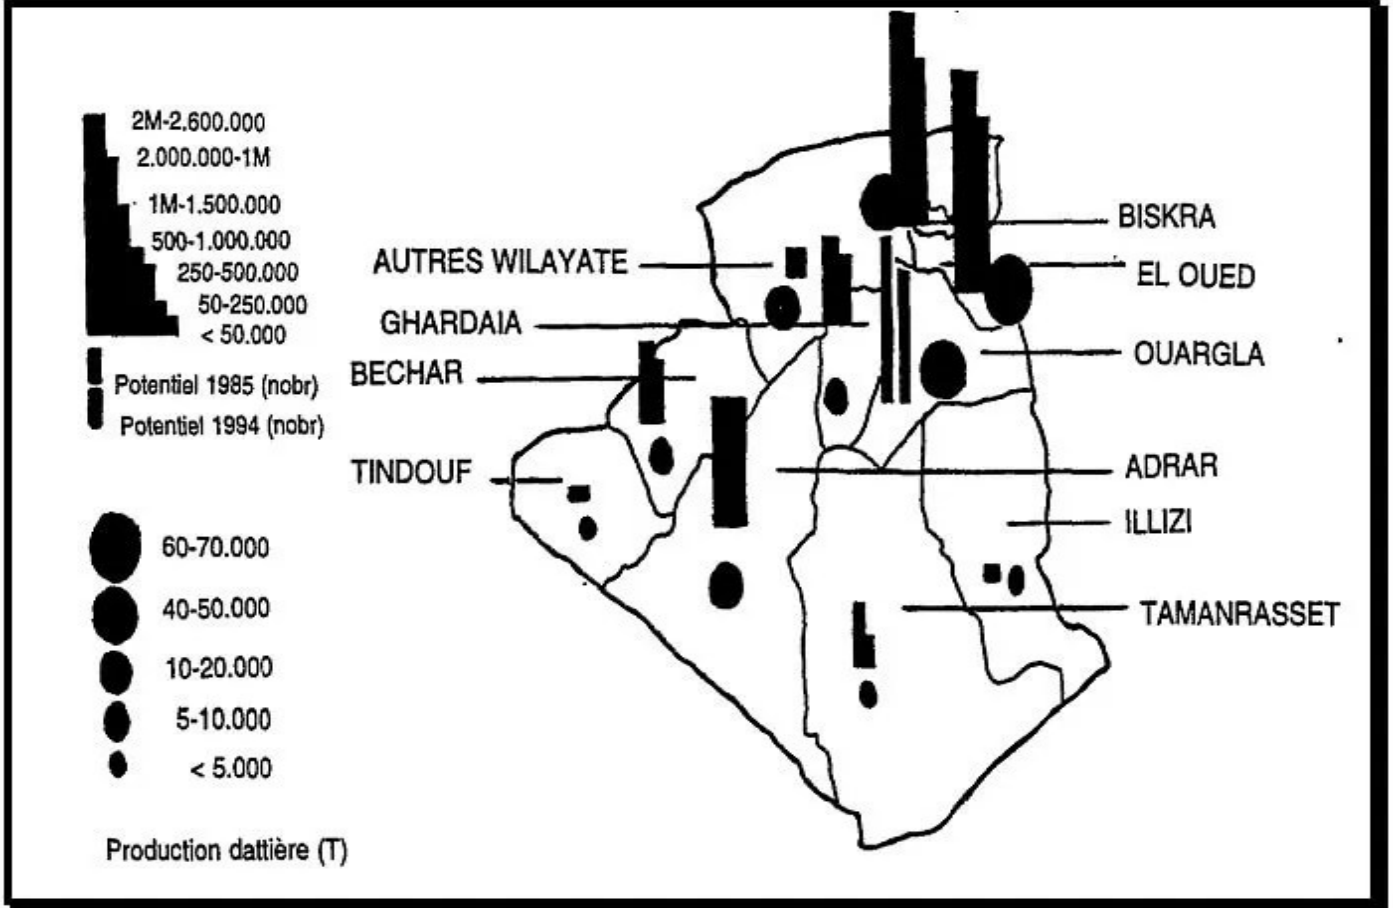 2M-2.600.000
2.000.000-1M
1M-1.500.000
500-1.000.000
250-500.000
50-250.000
< 50.000
Potentiel 1985 (nobr)
Potentiel 1994 (nobr)
60-70.000
40-50.000
10-20.000
5-10.000
< 5.000
Production dattière (T)
AUTRES WILAYATE
GHARDAIA
BECHAR
TINDOUF
BISKRA
EL OUED
OUARGLA
ADRAR
ILLIZI
TAMANRASSET